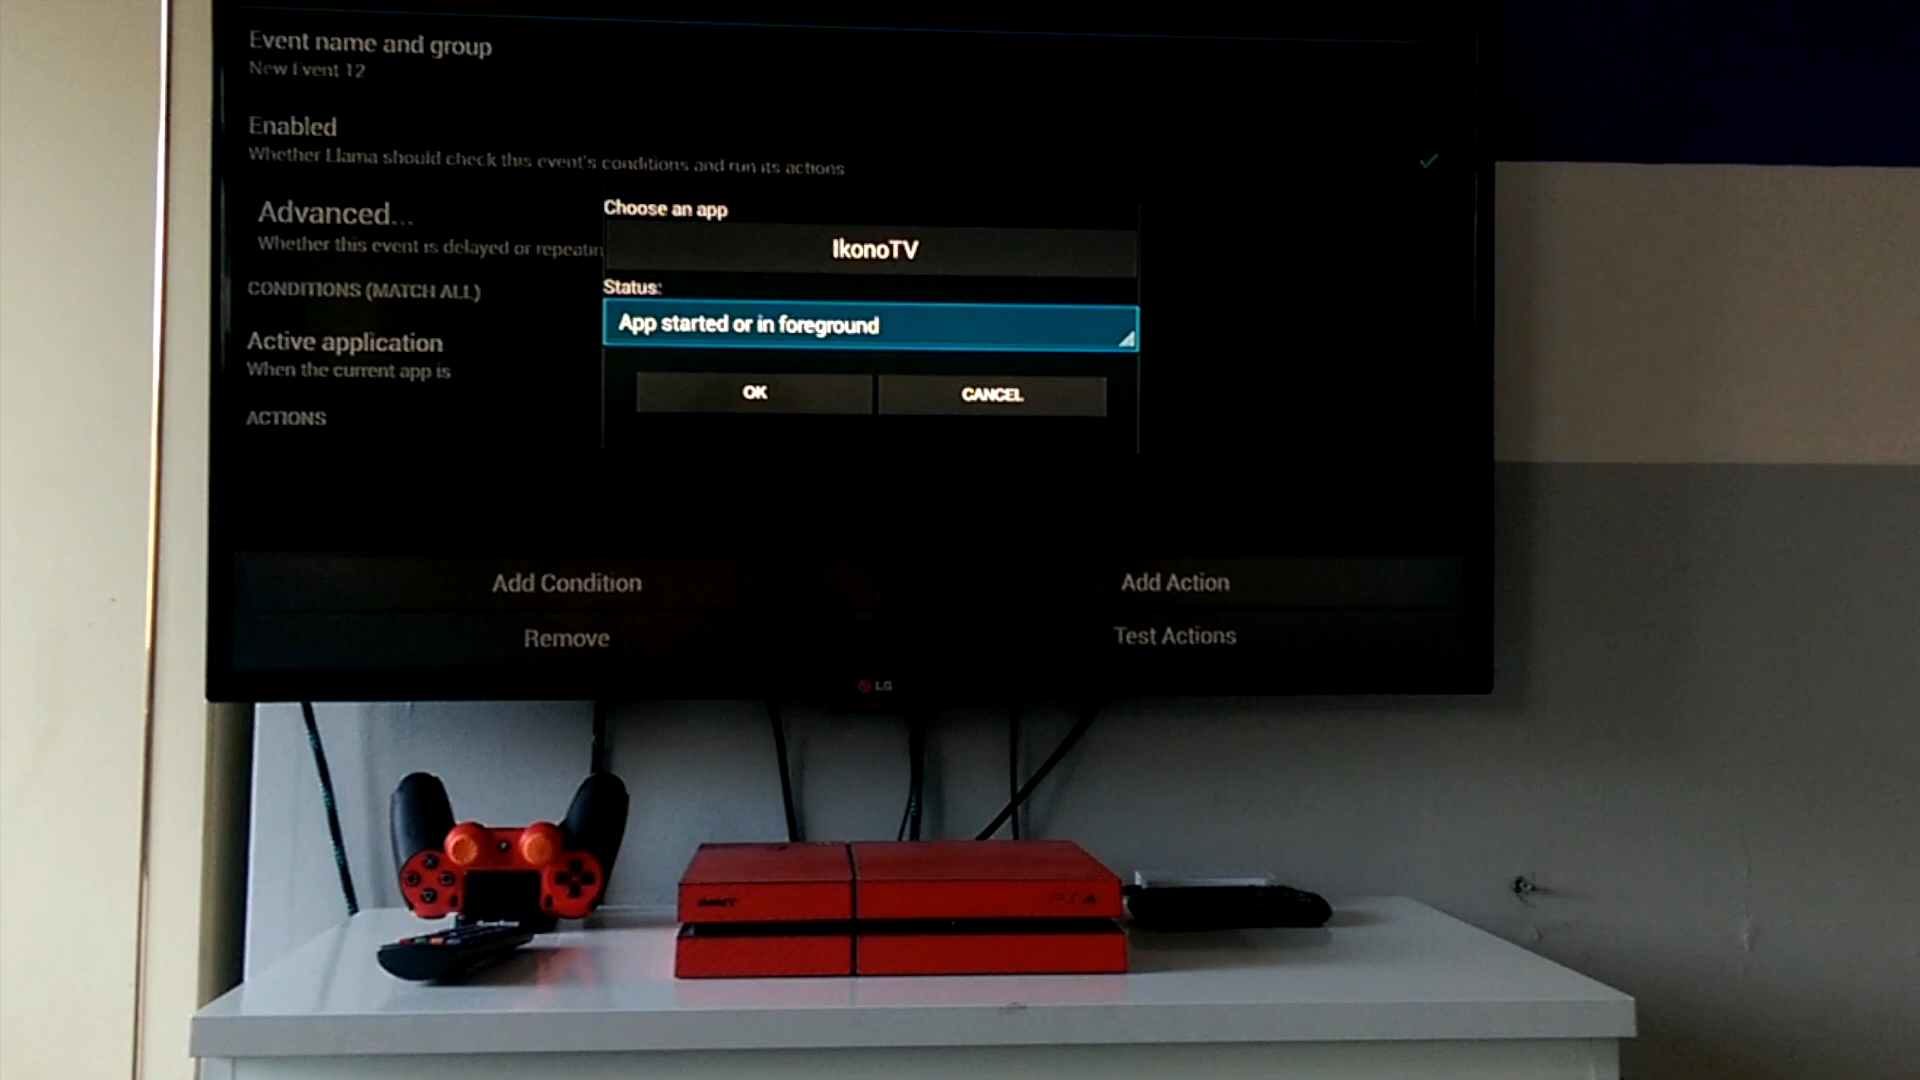 Event name and group
New Event 12
Enabled
Whether Llama should check this event's conditions and run its actions
Advanced...
Whether this event is delayed or repeatin
Choose an app
IkonoTV
CONDITIONS (MATCH ALL)
Status:
App started or in foreground
Active application
When the current app is
OK
CANCEL
ACTIONS
Add Condition
Add Action
Remove
Test Actions
LG
SONY
PS4